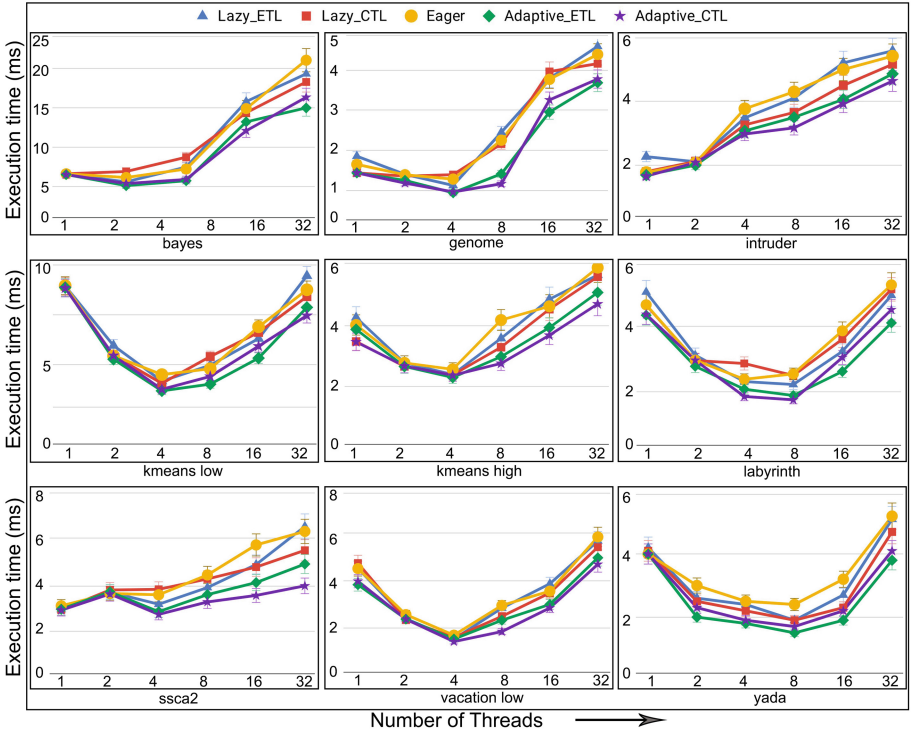 Lazy_ETL Lazy_CTL Eager Adaptive_ETL Adaptive_CTL
Execution time (ms)
25
20
15
10
5
0
1 2 4 8 16 32
bayes
5
4
3
2
1
0
1 2 4 8 16 32
genome
6
4
2
0
1 2 4 8 16 32
intruder
Execution time (ms)
10
5
0
1 2 4 8 16 32
kmeans low
6
4
2
0
1 2 4 8 16 32
kmeans high
6
4
2
0
1 2 4 8 16 32
labyrinth
Execution time (ms)
8
6
4
2
0
1 2 4 8 16 32
ssca2
8
6
4
2
0
1 2 4 8 16 32
vacation low
6
4
2
0
1 2 4 8 16 32
yada
Number of Threads